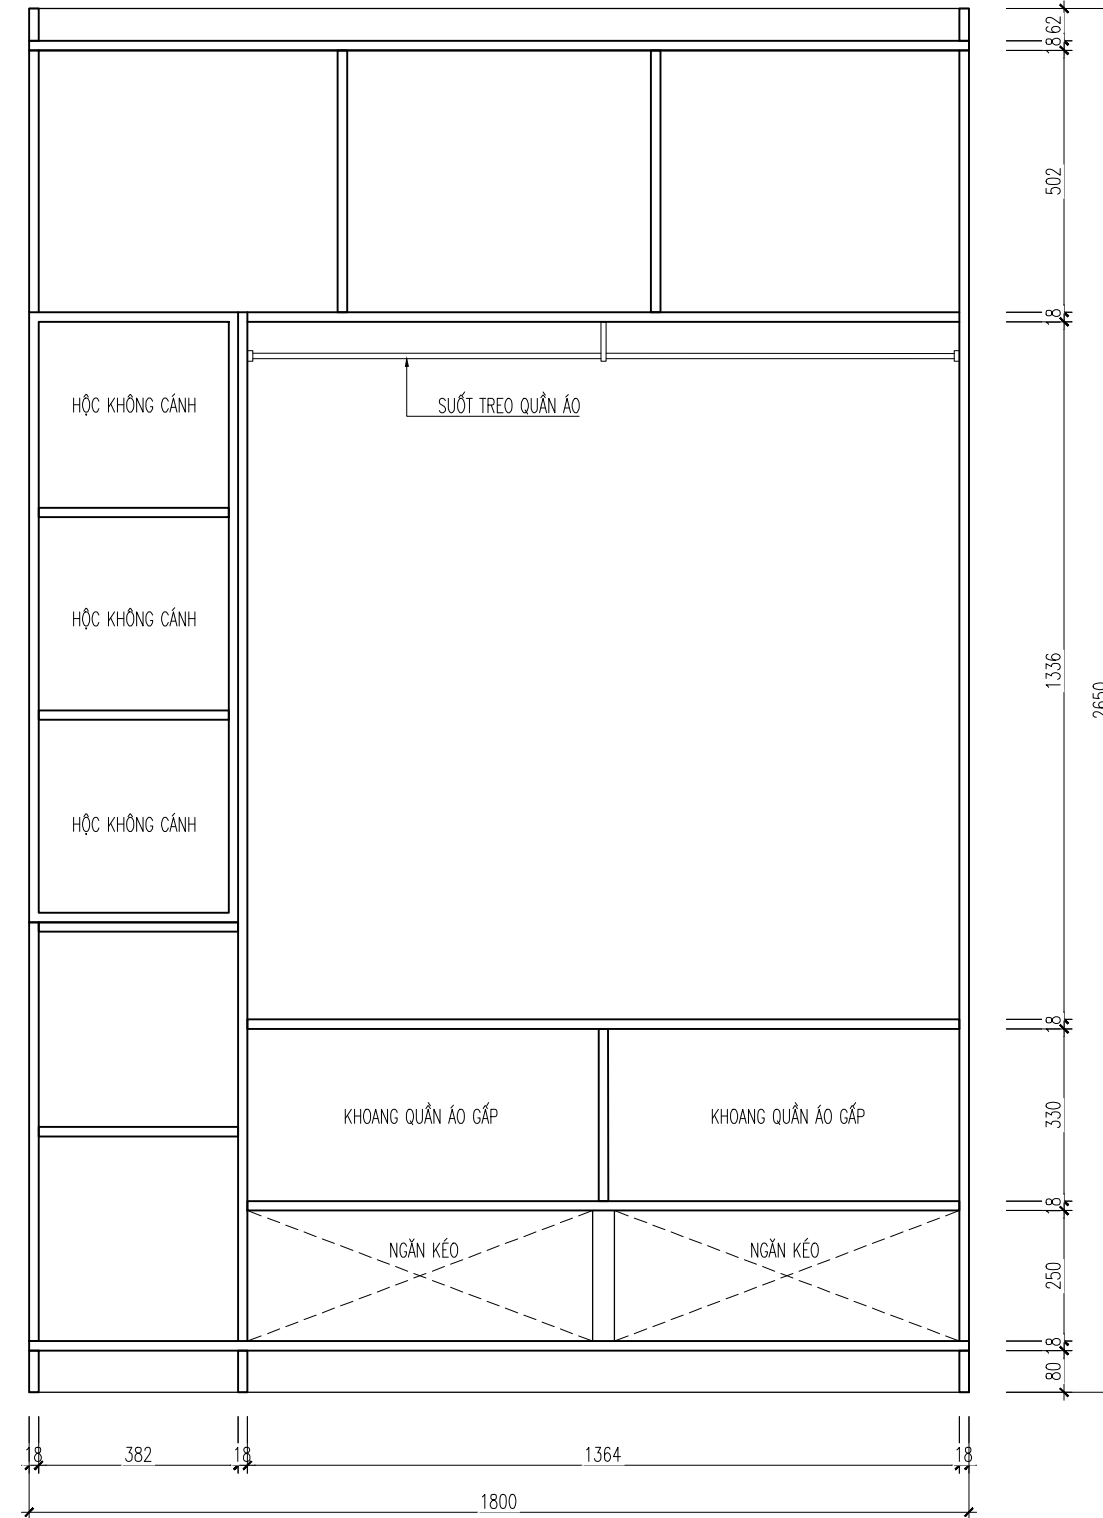 62
18
502
18
HỘC KHÔNG CÁNH
SUỐT TREO QUẦN ÁO
HỘC KHÔNG CÁNH
1336
2650
HỘC KHÔNG CÁNH
18
KHOANG QUẦN ÁO GẤP
KHOANG QUẦN ÁO GẤP
330
18
NGĂN KÉO
NGĂN KÉO
250
18
80
18
382
18
1364
18
1800